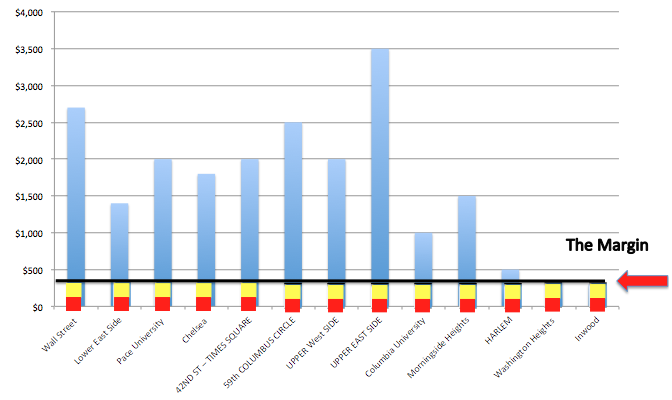 $4,000
$3,500
$3,000
$2,500
$2,000
$1,500
$1,000
$500
$0
The Margin
Wall Street
Lower East Side
Pace University
Chelsea
42ND ST – TIMES SQUARE
59th COLUMBUS CIRCLE
UPPER West SIDE
UPPER EAST SIDE
Columbia University
Morningside Heights
HARLEM
Washington Heights
Inwood